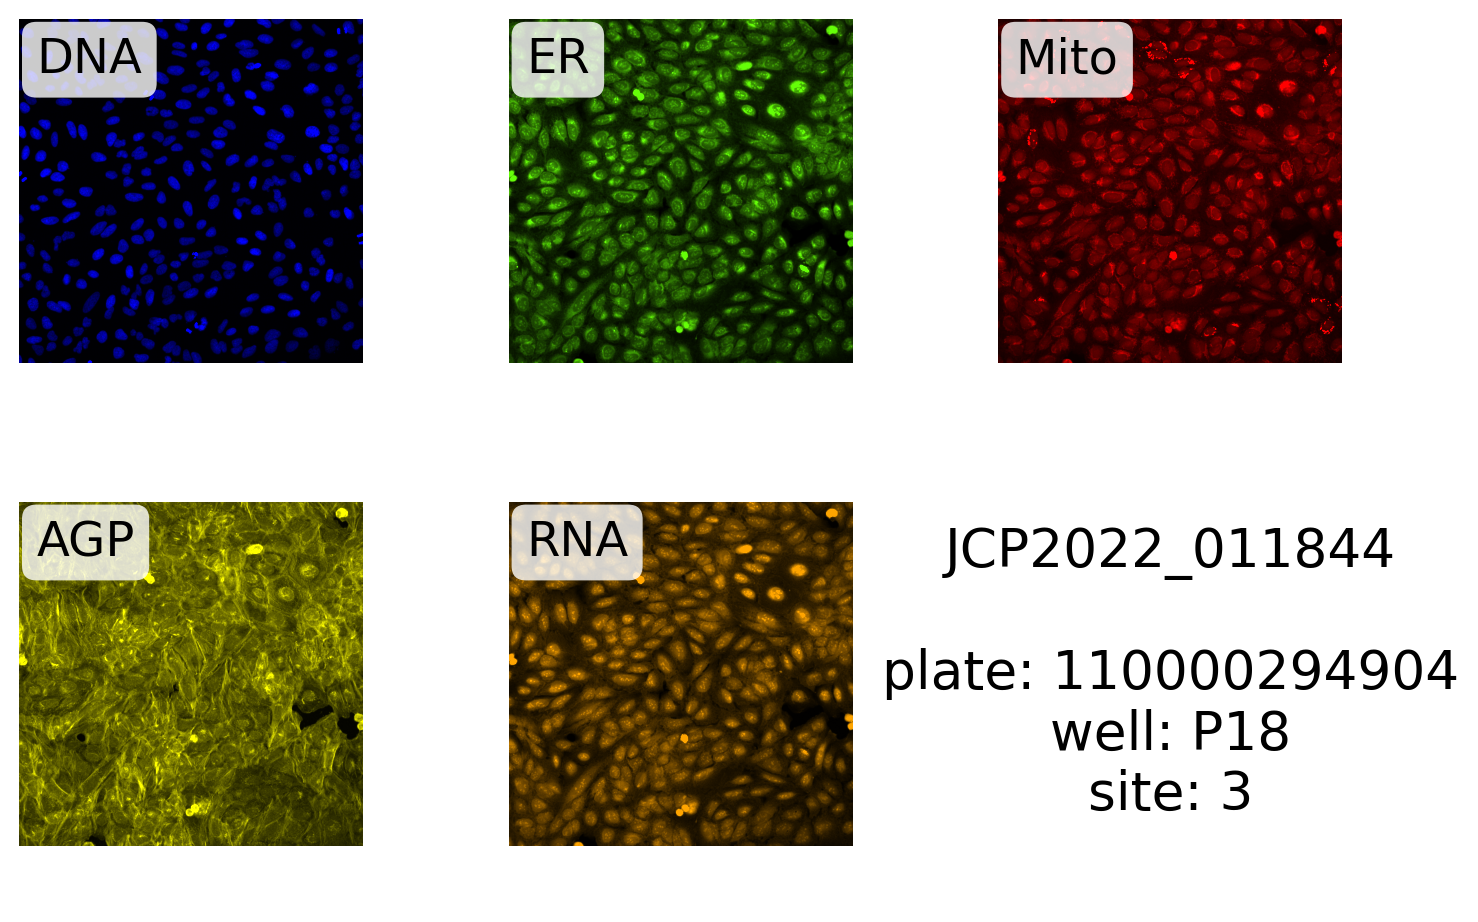 DNA
ER
Mito
AGP
RNA
JCP2022_011844
plate: 110000294904
well: P18
site: 3